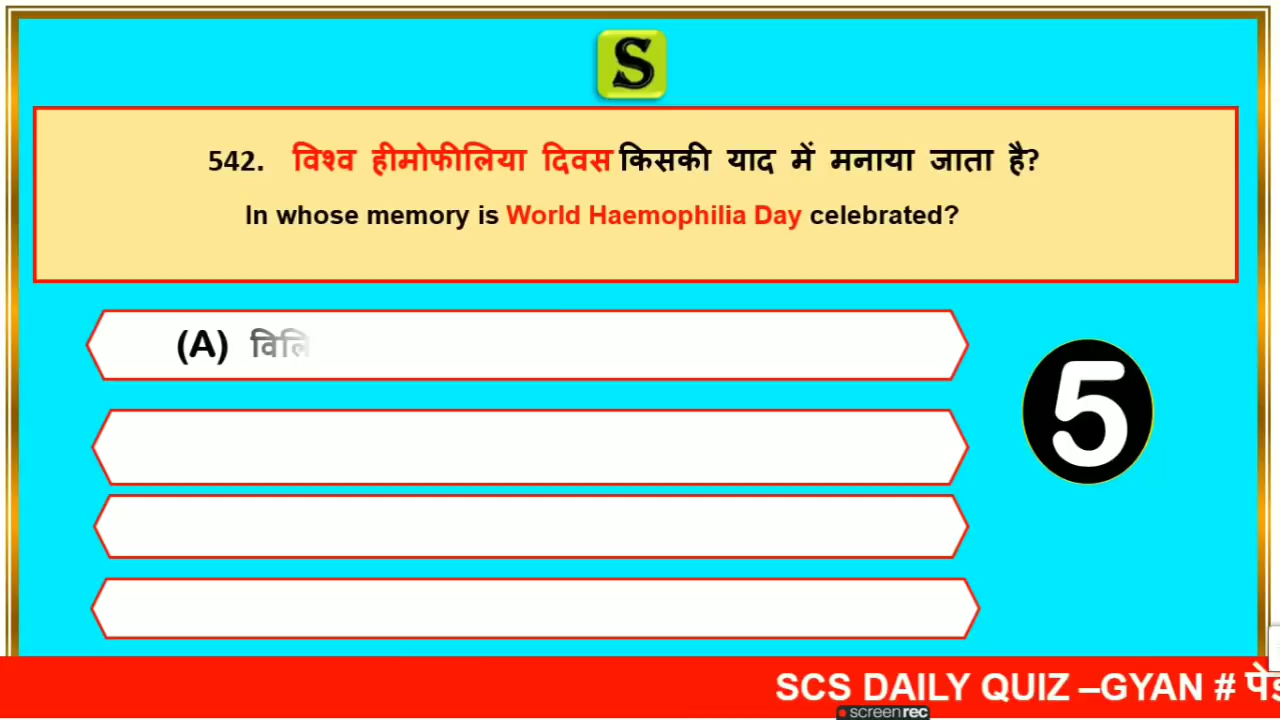 S
542. विश्व हीमोफीलिया दिवस किसकी याद में मनाया जाता है?
In whose memory is World Haemophilia Day celebrated?
(A) विलि
5
SCS DAILY QUIZ –GYAN #
screenrec